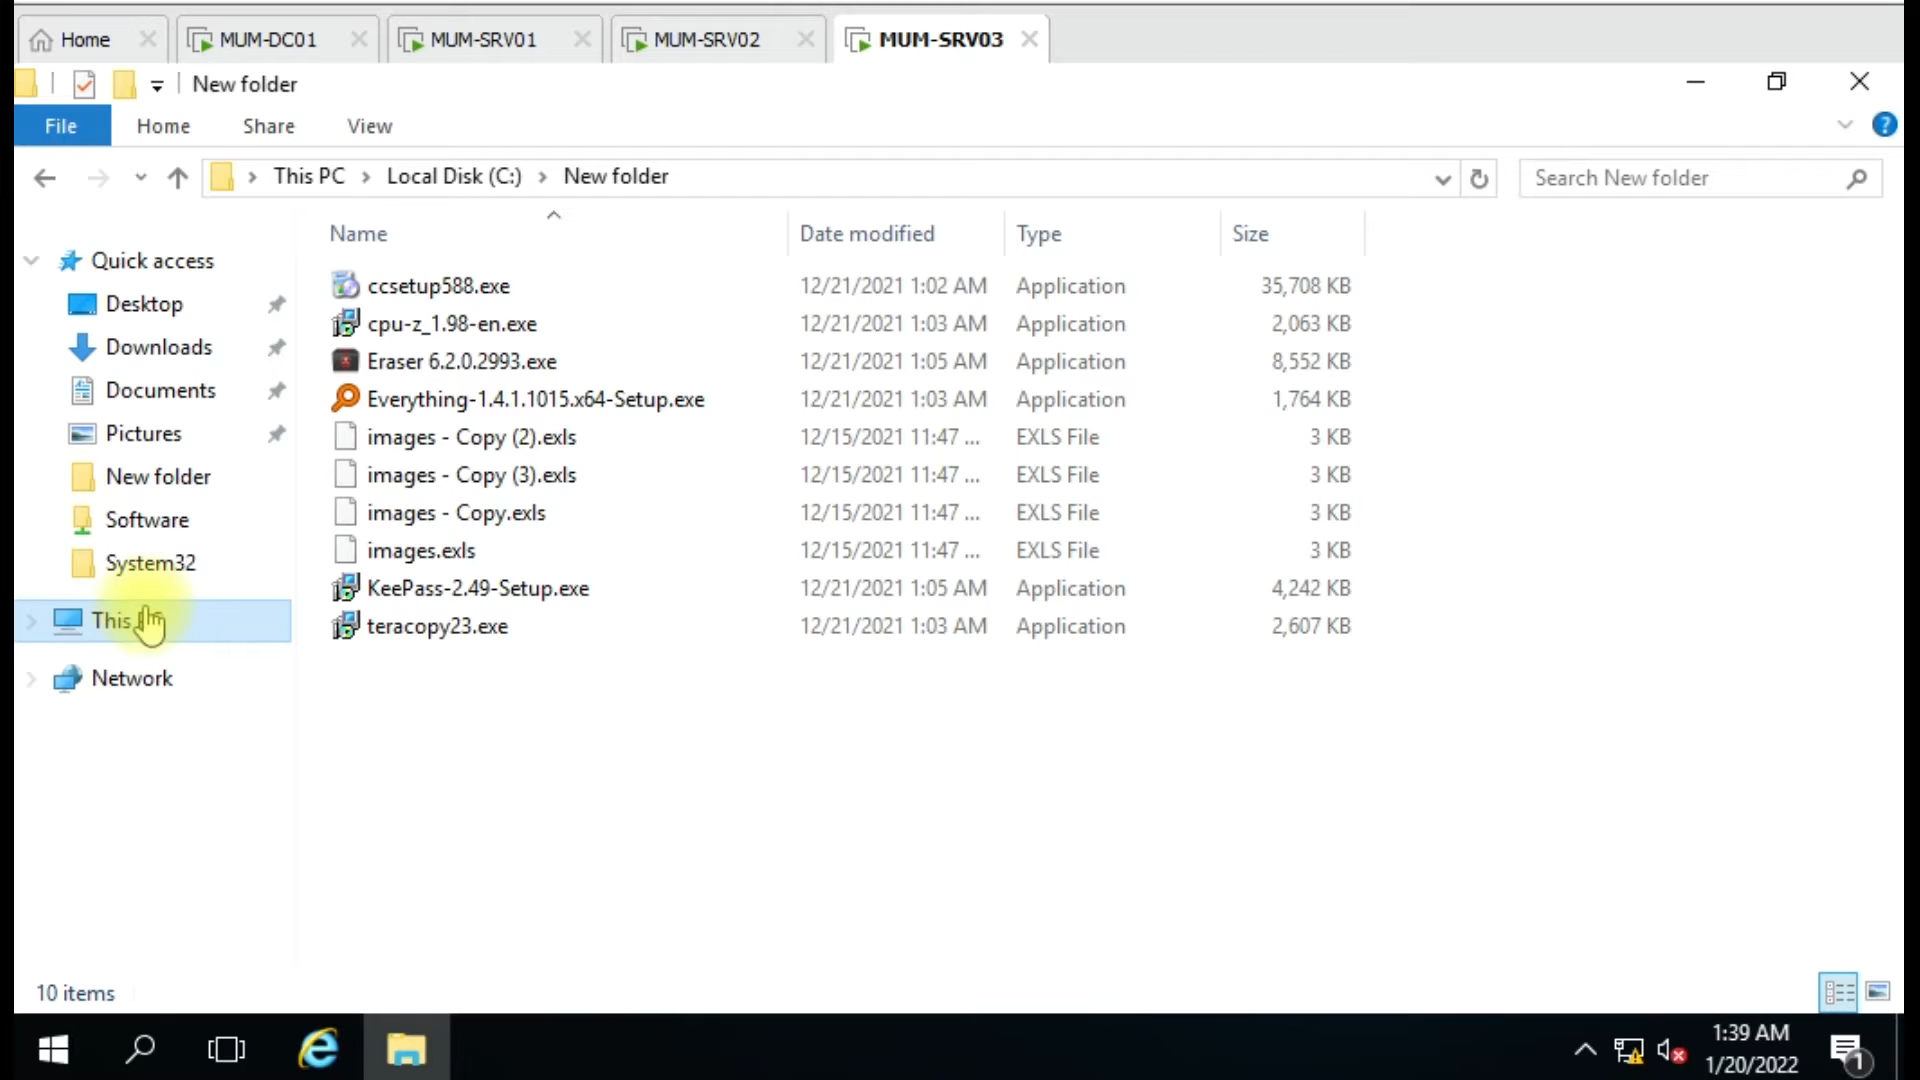 Home MUM-DC01 MUM-SRV01 MUM-SRV02 MUM-SRV03
New folder
File Home Share View
This PC Local Disk (C:) New folder Search New folder
Name Date modified Type Size
Quick access
Desktop
Downloads
Documents
Pictures
New folder
Software
System32
This
Network
ccsetup588.exe 12/21/2021 1:02 AM Application 35,708 KB
cpu-z_1.98-en.exe 12/21/2021 1:03 AM Application 2,063 KB
Eraser 6.2.0.2993.exe 12/21/2021 1:05 AM Application 8,552 KB
Everything-1.4.1.1015.x64-Setup.exe 12/21/2021 1:03 AM Application 1,764 KB
images - Copy (2).exls 12/15/2021 11:47 ... EXLS File 3 KB
images - Copy (3).exls 12/15/2021 11:47 ... EXLS File 3 KB
images - Copy.exls 12/15/2021 11:47 ... EXLS File 3 KB
images.exls 12/15/2021 11:47 ... EXLS File 3 KB
KeePass-2.49-Setup.exe 12/21/2021 1:05 AM Application 4,242 KB
teracopy23.exe 12/21/2021 1:03 AM Application 2,607 KB
10 items
1:39 AM
1/20/2022
1